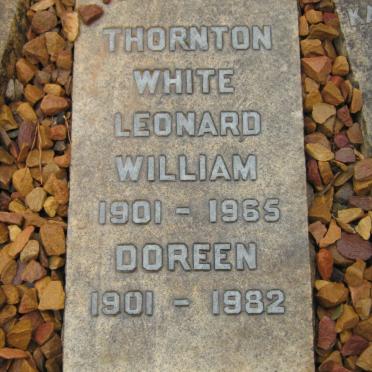 THORNTON
WHITE
LEONARD
WILLIAM
1901 - 1965
DOREEN
1901 - 1982